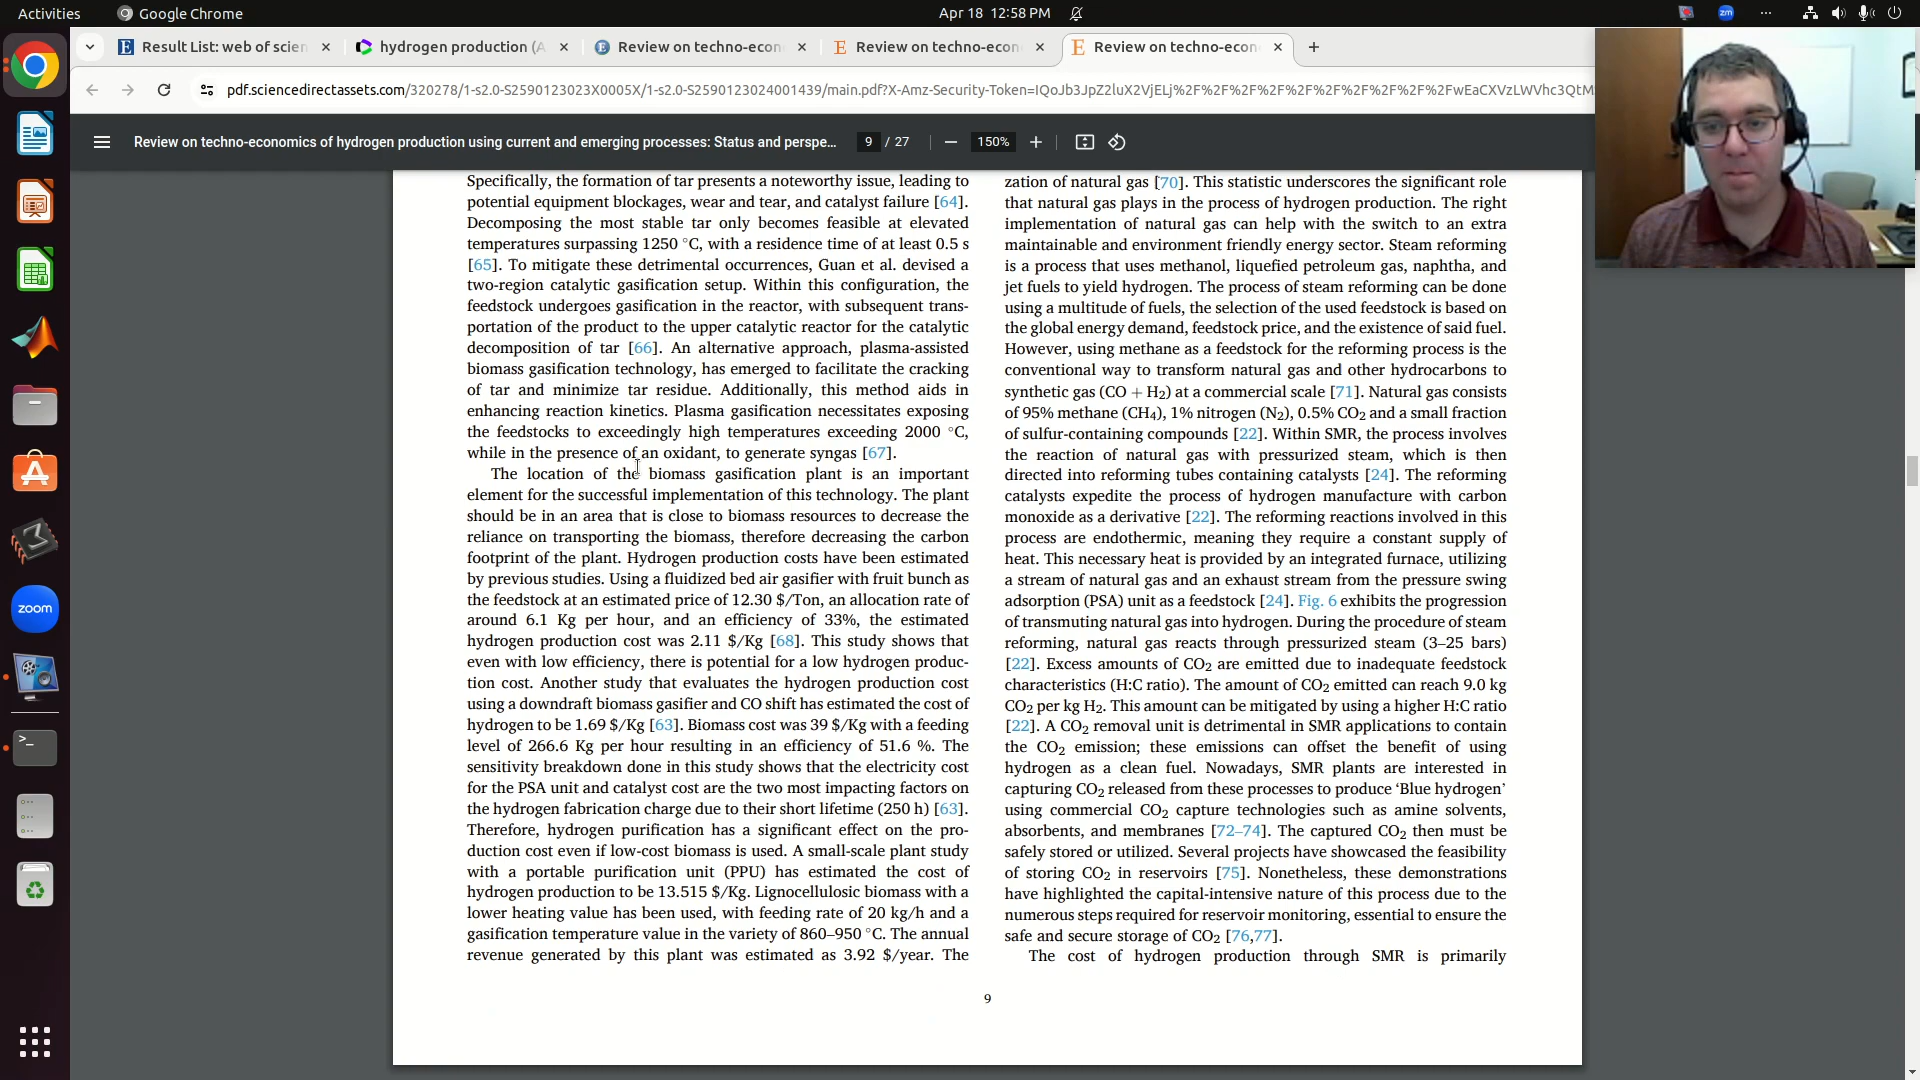 Activities
Google Chrome
Apr 18 12:58 PM
zm
Result List: web of scien
hydrogen production (A
Review on techno-econ
Review on techno-econ
Review on techno-econ
pdf.sciencedirectassets.com/320278/1-s2.0-S2590123023X0005X/1-s2.0-S2590123024001439/main.pdf?X-Amz-Security-Token=IQoJb3JpZ2luX2VjELj%2F%2F%2F%2F%2F%2F%2F%2F%2F%2FwEaCXVzLWVhc3QtM
Review on techno-economics of hydrogen production using current and emerging processes: Status and perspe...
9 / 27
150%
zoom
Specifically, the formation of tar presents a noteworthy issue, leading to
potential equipment blockages, wear and tear, and catalyst failure [64].
Decomposing the most stable tar only becomes feasible at elevated
temperatures surpassing 1250 °C, with a residence time of at least 0.5 s
[65]. To mitigate these detrimental occurrences, Guan et al. devised a
two-region catalytic gasification setup. Within this configuration, the
feedstock undergoes gasification in the reactor, with subsequent trans-
portation of the product to the upper catalytic reactor for the catalytic
decomposition of tar [66]. An alternative approach, plasma-assisted
biomass gasification technology, has emerged to facilitate the cracking
of tar and minimize tar residue. Additionally, this method aids in
enhancing reaction kinetics. Plasma gasification necessitates exposing
the feedstocks to exceedingly high temperatures exceeding 2000 °C,
while in the presence of an oxidant, to generate syngas [67].
The location of the biomass gasification plant is an important
element for the successful implementation of this technology. The plant
should be in an area that is close to biomass resources to decrease the
reliance on transporting the biomass, therefore decreasing the carbon
footprint of the plant. Hydrogen production costs have been estimated
by previous studies. Using a fluidized bed air gasifier with fruit bunch as
the feedstock at an estimated price of 12.30 $/Ton, an allocation rate of
around 6.1 Kg per hour, and an efficiency of 33%, the estimated
hydrogen production cost was 2.11 $/Kg [68]. This study shows that
even with low efficiency, there is potential for a low hydrogen produc-
tion cost. Another study that evaluates the hydrogen production cost
using a downdraft biomass gasifier and CO shift has estimated the cost of
hydrogen to be 1.69 $/Kg [63]. Biomass cost was 39 $/Kg with a feeding
level of 266.6 Kg per hour resulting in an efficiency of 51.6 %. The
sensitivity breakdown done in this study shows that the electricity cost
for the PSA unit and catalyst cost are the two most impacting factors on
the hydrogen fabrication charge due to their short lifetime (250 h) [63].
Therefore, hydrogen purification has a significant effect on the pro-
duction cost even if low-cost biomass is used. A small-scale plant study
with a portable purification unit (PPU) has estimated the cost of
hydrogen production to be 13.515 $/Kg. Lignocellulosic biomass with a
lower heating value has been used, with feeding rate of 20 kg/h and a
gasification temperature value in the variety of 860–950 °C. The annual
revenue generated by this plant was estimated as 3.92 $/year. The
zation of natural gas [70]. This statistic underscores the significant role
that natural gas plays in the process of hydrogen production. The right
implementation of natural gas can help with the switch to an extra
maintainable and environment friendly energy sector. Steam reforming
is a process that uses methanol, liquefied petroleum gas, naphtha, and
jet fuels to yield hydrogen. The process of steam reforming can be done
using a multitude of fuels, the selection of the used feedstock is based on
the global energy demand, feedstock price, and the existence of said fuel.
However, using methane as a feedstock for the reforming process is the
conventional way to transform natural gas and other hydrocarbons to
synthetic gas (CO + H₂) at a commercial scale [71]. Natural gas consists
of 95% methane (CH₄), 1% nitrogen (N₂), 0.5% CO₂ and a small fraction
of sulfur-containing compounds [22]. Within SMR, the process involves
the reaction of natural gas with pressurized steam, which is then
directed into reforming tubes containing catalysts [24]. The reforming
catalysts expedite the process of hydrogen manufacture with carbon
monoxide as a derivative [22]. The reforming reactions involved in this
process are endothermic, meaning they require a constant supply of
heat. This necessary heat is provided by an integrated furnace, utilizing
a stream of natural gas and an exhaust stream from the pressure swing
adsorption (PSA) unit as a feedstock [24]. Fig. 6 exhibits the progression
of transmuting natural gas into hydrogen. During the procedure of steam
reforming, natural gas reacts through pressurized steam (3–25 bars)
[22]. Excess amounts of CO₂ are emitted due to inadequate feedstock
characteristics (H:C ratio). The amount of CO₂ emitted can reach 9.0 kg
CO₂ per kg H₂. This amount can be mitigated by using a higher H:C ratio
[22]. A CO₂ removal unit is detrimental in SMR applications to contain
the CO₂ emission; these emissions can offset the benefit of using
hydrogen as a clean fuel. Nowadays, SMR plants are interested in
capturing CO₂ released from these processes to produce ‘Blue hydrogen’
using commercial CO₂ capture technologies such as amine solvents,
absorbents, and membranes [72–74]. The captured CO₂ then must be
safely stored or utilized. Several projects have showcased the feasibility
of storing CO₂ in reservoirs [75]. Nonetheless, these demonstrations
have highlighted the capital-intensive nature of this process due to the
numerous steps required for reservoir monitoring, essential to ensure the
safe and secure storage of CO₂ [76,77].
The cost of hydrogen production through SMR is primarily
9